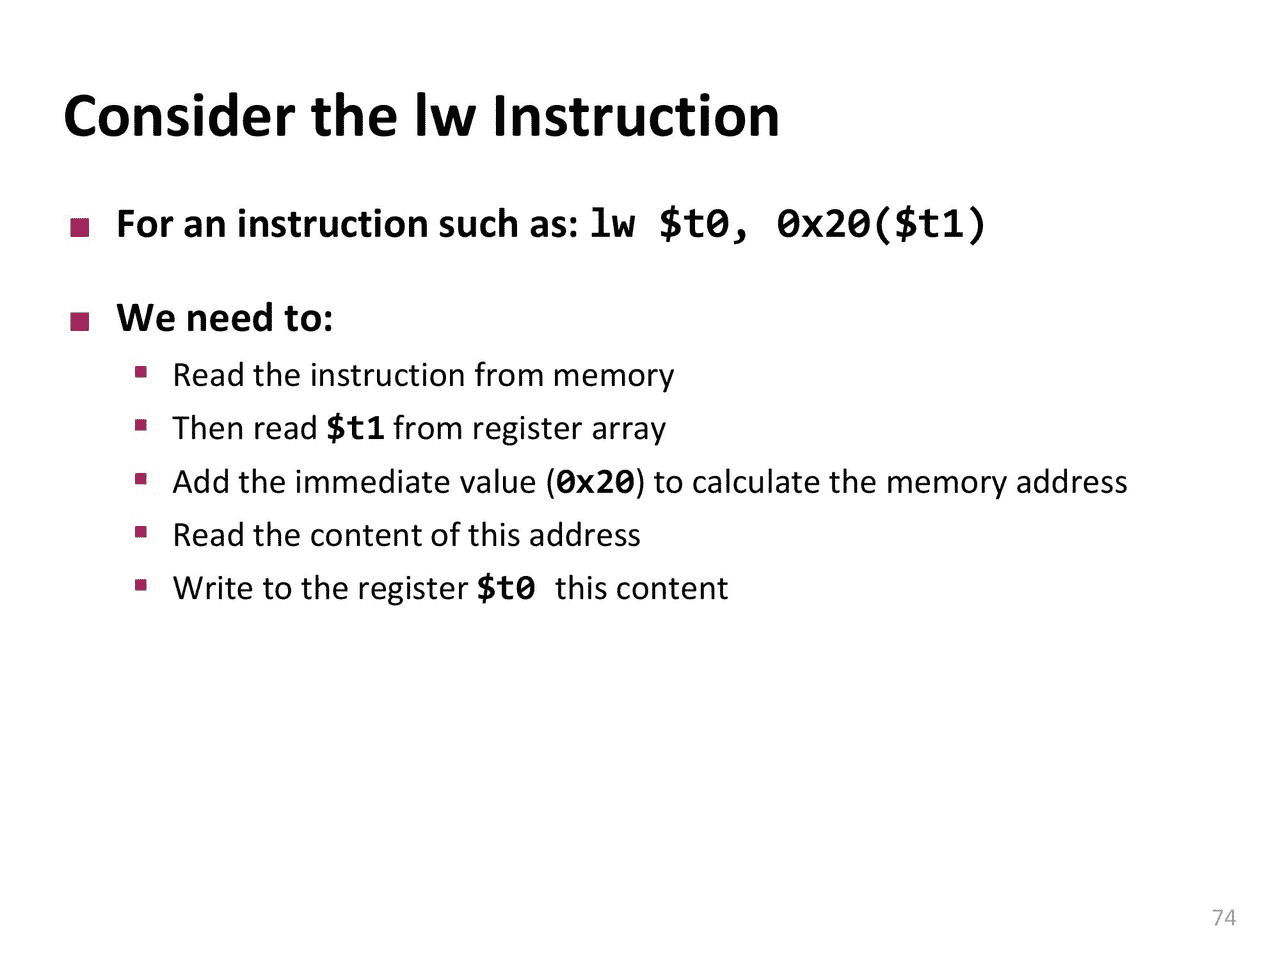 Consider the lw Instruction
For an instruction such as: lw $t0, 0x20($t1)
We need to:
Read the instruction from memory
Then read $t1 from register array
Add the immediate value (0x20) to calculate the memory address
Read the content of this address
Write to the register $t0 this content
74